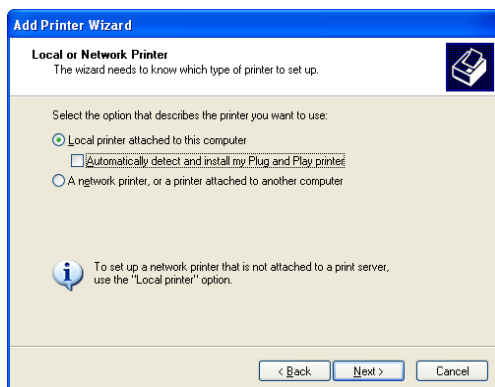 Add Printer Wizard
Local or Network Printer
The wizard needs to know which type of printer to set up.
Select the option that describes the printer you want to use:
Local printer attached to this computer
Automatically detect and install my Plug and Play printer
A network printer, or a printer attached to another computer
To set up a network printer that is not attached to a print server,
use the "Local printer" option.
< Back
Next >
Cancel